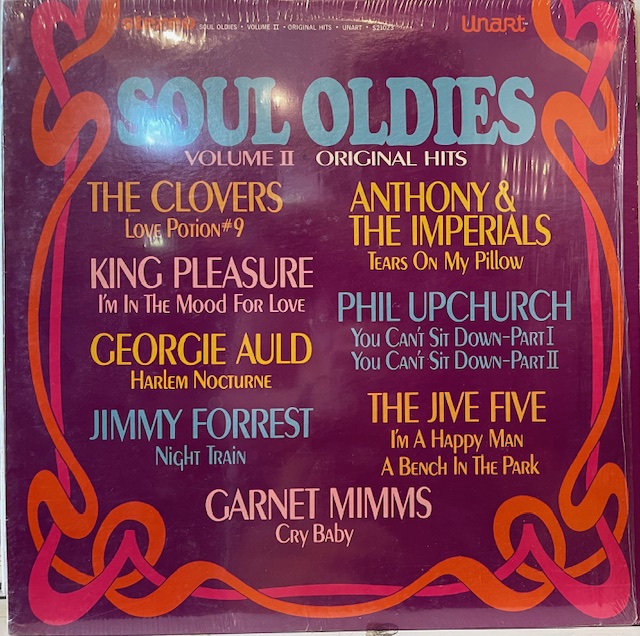 Stereo
SOUL OLDIES • VOLUME II • ORIGINAL HITS • UNART • S21023
Unart
SOUL OLDIES
VOLUME II ORIGINAL HITS
THE CLOVERS
LOVE POTION #9
KING PLEASURE
I'M IN THE MOOD FOR LOVE
GEORGIE AULD
HARLEM NOCTURNE
JIMMY FORREST
NIGHT TRAIN
ANTHONY &
THE IMPERIALS
TEARS ON MY PILLOW
PHIL UPCHURCH
YOU CAN'T SIT DOWN-PART I
YOU CAN'T SIT DOWN-PART II
THE JIVE FIVE
I'M A HAPPY MAN
A BENCH IN THE PARK
GARNET MIMMS
CRY BABY